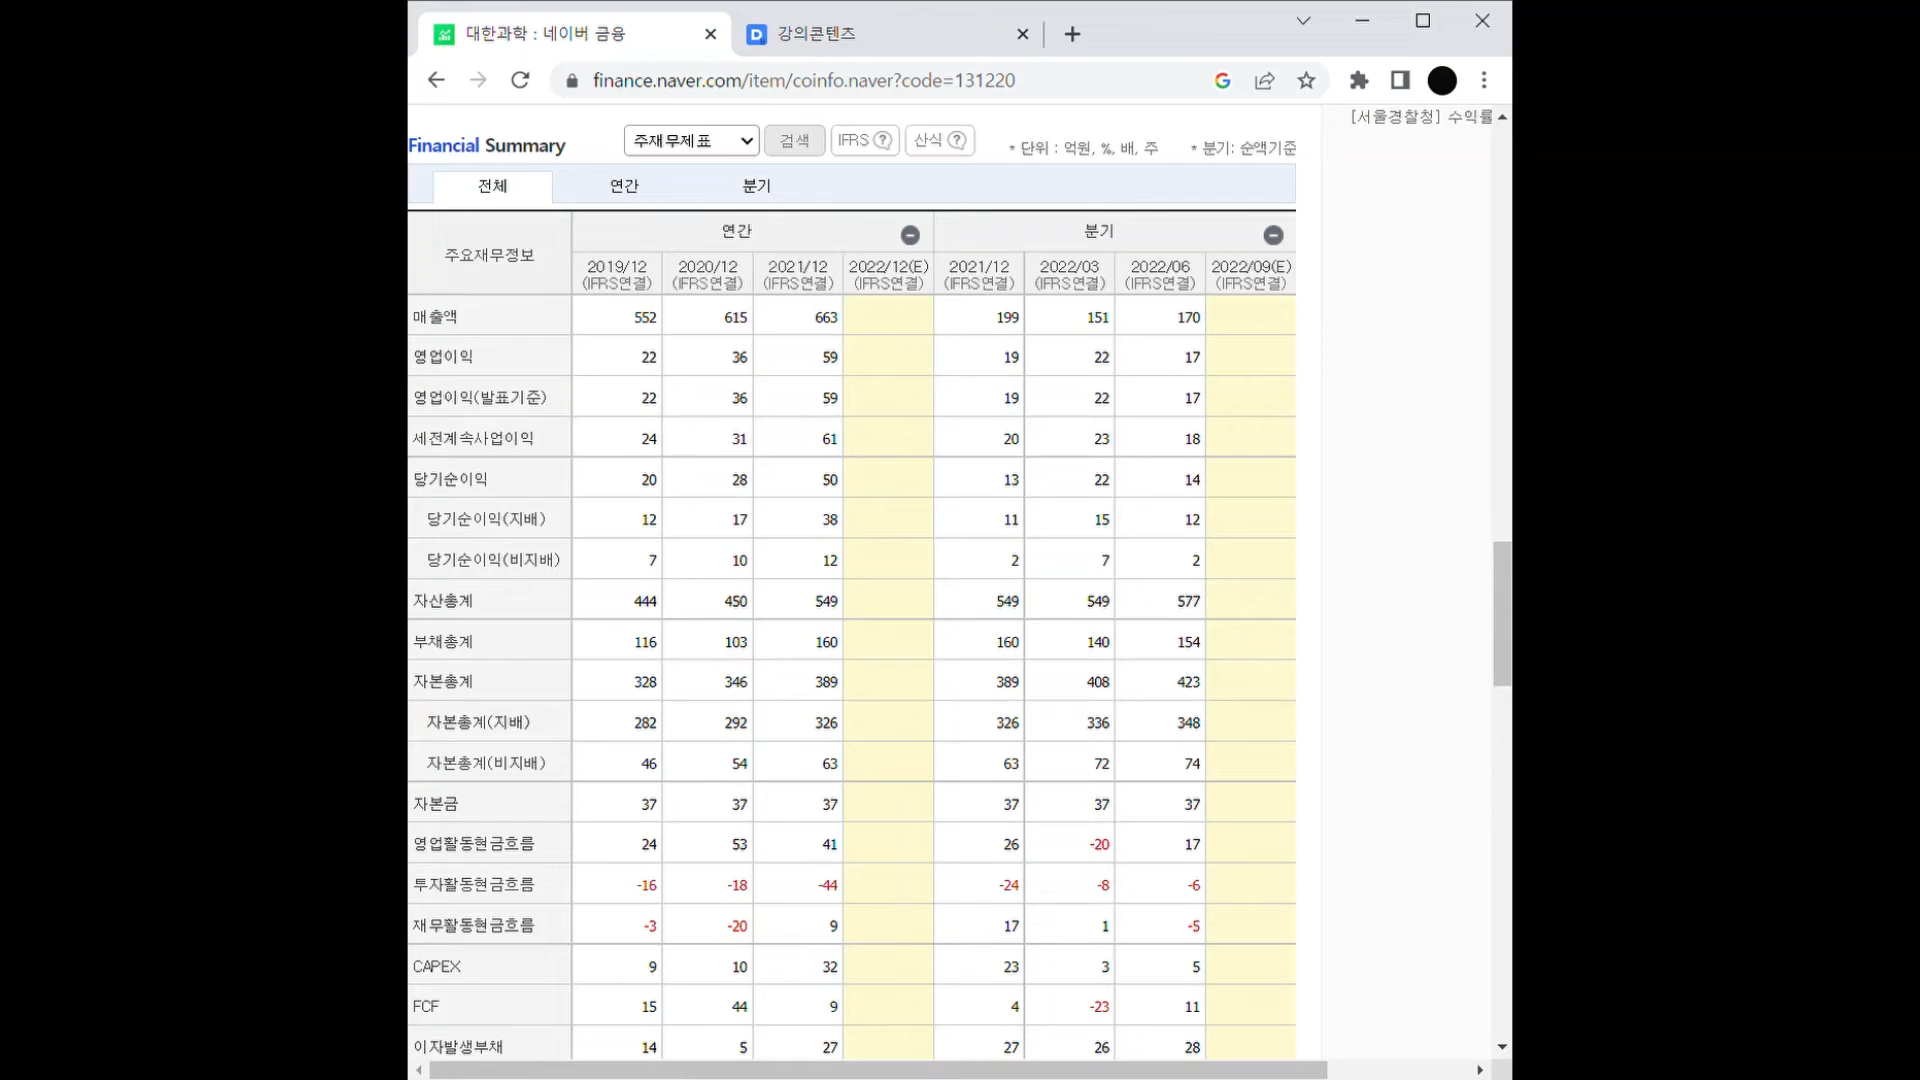 대한과학 : 네이버 금융
강의콘텐츠
finance.naver.com/item/coinfo.naver?code=131220
[서울경찰청] 수익률
Financial Summary 주재무제표 검색 IFRS ? 산식 ? * 단위 : 억원, %, 배, 주 * 분기: 순액기준
전체 연간 분기
주요재무정보 연간 분기
2019/12 2020/12 2021/12 2022/12(E) 2021/12 2022/03 2022/06 2022/09(E)
(IFRS연결) (IFRS연결) (IFRS연결) (IFRS연결) (IFRS연결) (IFRS연결) (IFRS연결) (IFRS연결)
매출액 552 615 663 199 151 170
영업이익 22 36 59 19 22 17
영업이익(발표기준) 22 36 59 19 22 17
세전계속사업이익 24 31 61 20 23 18
당기순이익 20 28 50 13 22 14
당기순이익(지배) 12 17 38 11 15 12
당기순이익(비지배) 7 10 12 2 7 2
자산총계 444 450 549 549 549 577
부채총계 116 103 160 160 140 154
자본총계 328 346 389 389 408 423
자본총계(지배) 282 292 326 326 336 348
자본총계(비지배) 46 54 63 63 72 74
자본금 37 37 37 37 37 37
영업활동현금흐름 24 53 41 26 -20 17
투자활동현금흐름 -16 -18 -44 -24 -8 -6
재무활동현금흐름 -3 -20 9 17 1 -5
CAPEX 9 10 32 23 3 5
FCF 15 44 9 4 -23 11
이자발생부채 14 5 27 27 26 28